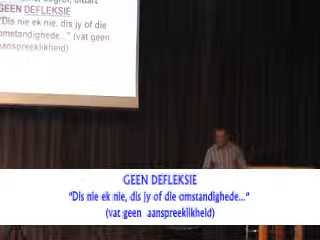 GEEN DEFLEKSIE
"Dis nie ek nie, dis jy of die
omstandighede..." (vat geen
aanspreeklikheid)
GEEN DEFLEKSIE
"Dis nie ek nie, dis jy of die omstandighede..."
(vat geen aanspreeklikheid)